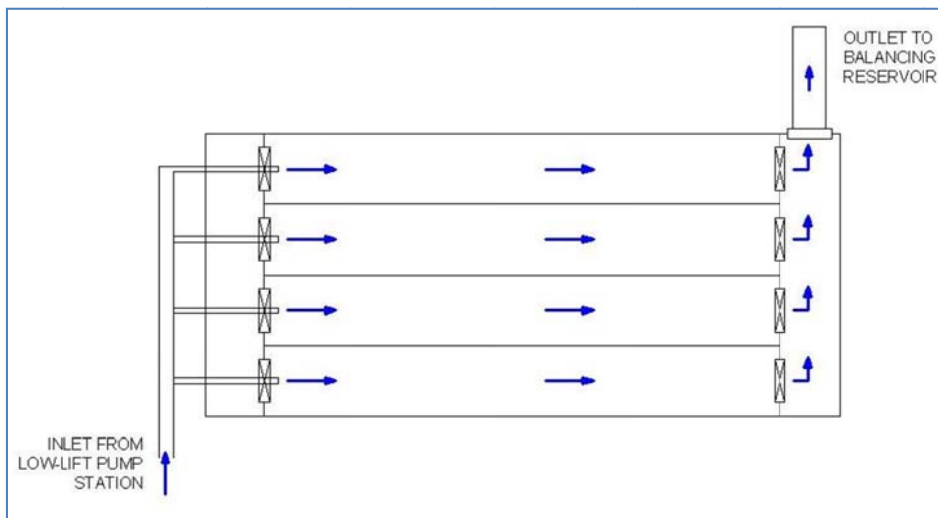 OUTLET TO
BALANCING
RESERVOIR
INLET FROM
LOW-LIFT PUMP
STATION